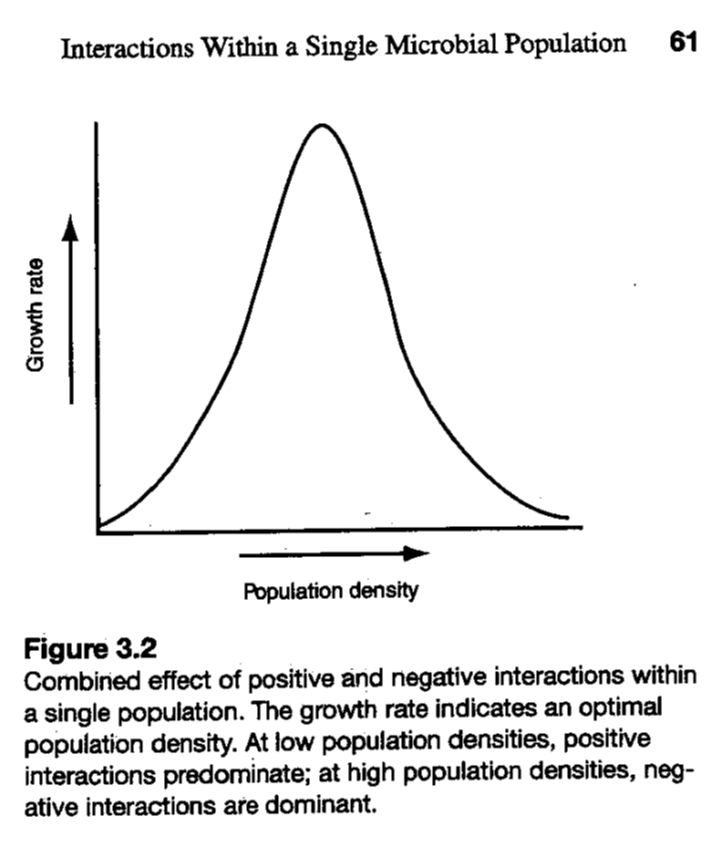 Interactions Within a Single Microbial Population 61
Growth rate
Population density
Figure 3.2
Combined effect of positive and negative interactions within
a single population. The growth rate indicates an optimal
population density. At low population densities, positive
interactions predominate; at high population densities, neg-
ative interactions are dominant.